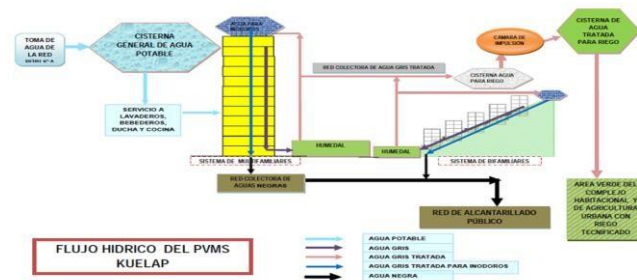 TOMA DE
AGUA DE
LA RED
CISTERNA
GENERAL DE AGUA
POTABLE
AGUA PARA
INODOROS
CISTERNA DE
AGUA
TRATADA
PARA RIEGO
CÁMARA DE
IMPULSIÓN
RED COLECTORA DE AGUA GRIS TRATADA
CISTERNA AGUA
PARA RIEGO
SERVICIO A
LAVADEROS,
BEBEDEROS,
DUCHA Y COCINA
HUMEDAL
HUMEDAL
SISTEMA DE MULTIFAMILIARES
SISTEMA DE BIFAMILIARES
RED COLECTORA DE
AGUAS NEGRAS
RED DE ALCANTARILLADO
PÚBLICO
AREA VERDE DEL
COMPLEJO
HABITACIONAL Y
DE AGRICULTURA
URBANA CON
RIEGO
TECNIFICADO
FLUJO HIDRICO DEL PVMS
KUELAP
AGUA POTABLE
AGUA GRIS
AGUA GRIS TRATADA
AGUA GRIS TRATADA PARA INODOROS
AGUA NEGRA